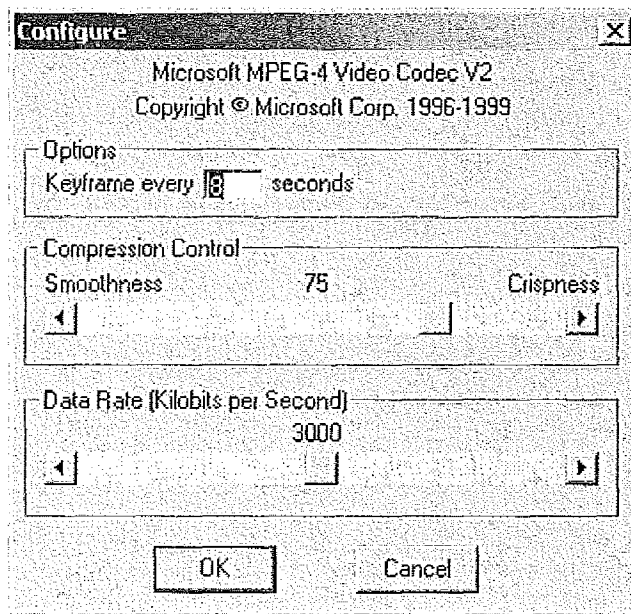 Configure
Microsoft MPEG-4 Video Codec V2
Copyright © Microsoft Corp. 1996-1999
Options
Keyframe every 8 seconds
Compression Control
Smoothness 75 Crispness
Data Rate (Kilobits per Second)
3000
OK Cancel